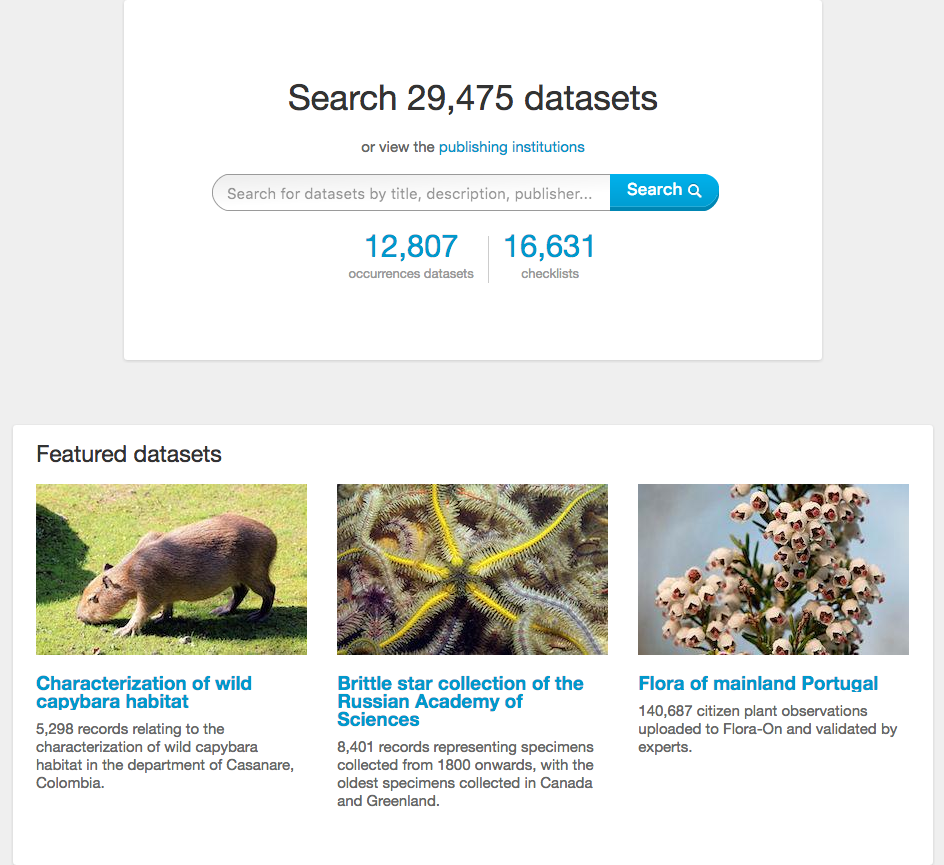 Search 29,475 datasets
or view the publishing institutions
Search for datasets by title, description, publisher...
Search
12,807
occurrences datasets
16,631
checklists
Featured datasets
Characterization of wild
capybara habitat
5,298 records relating to the
characterization of wild capybara
habitat in the department of Casanare,
Colombia.
Brittle star collection of the
Russian Academy of
Sciences
8,401 records representing specimens
collected from 1800 onwards, with the
oldest specimens collected in Canada
and Greenland.
Flora of mainland Portugal
140,687 citizen plant observations
uploaded to Flora-On and validated by
experts.